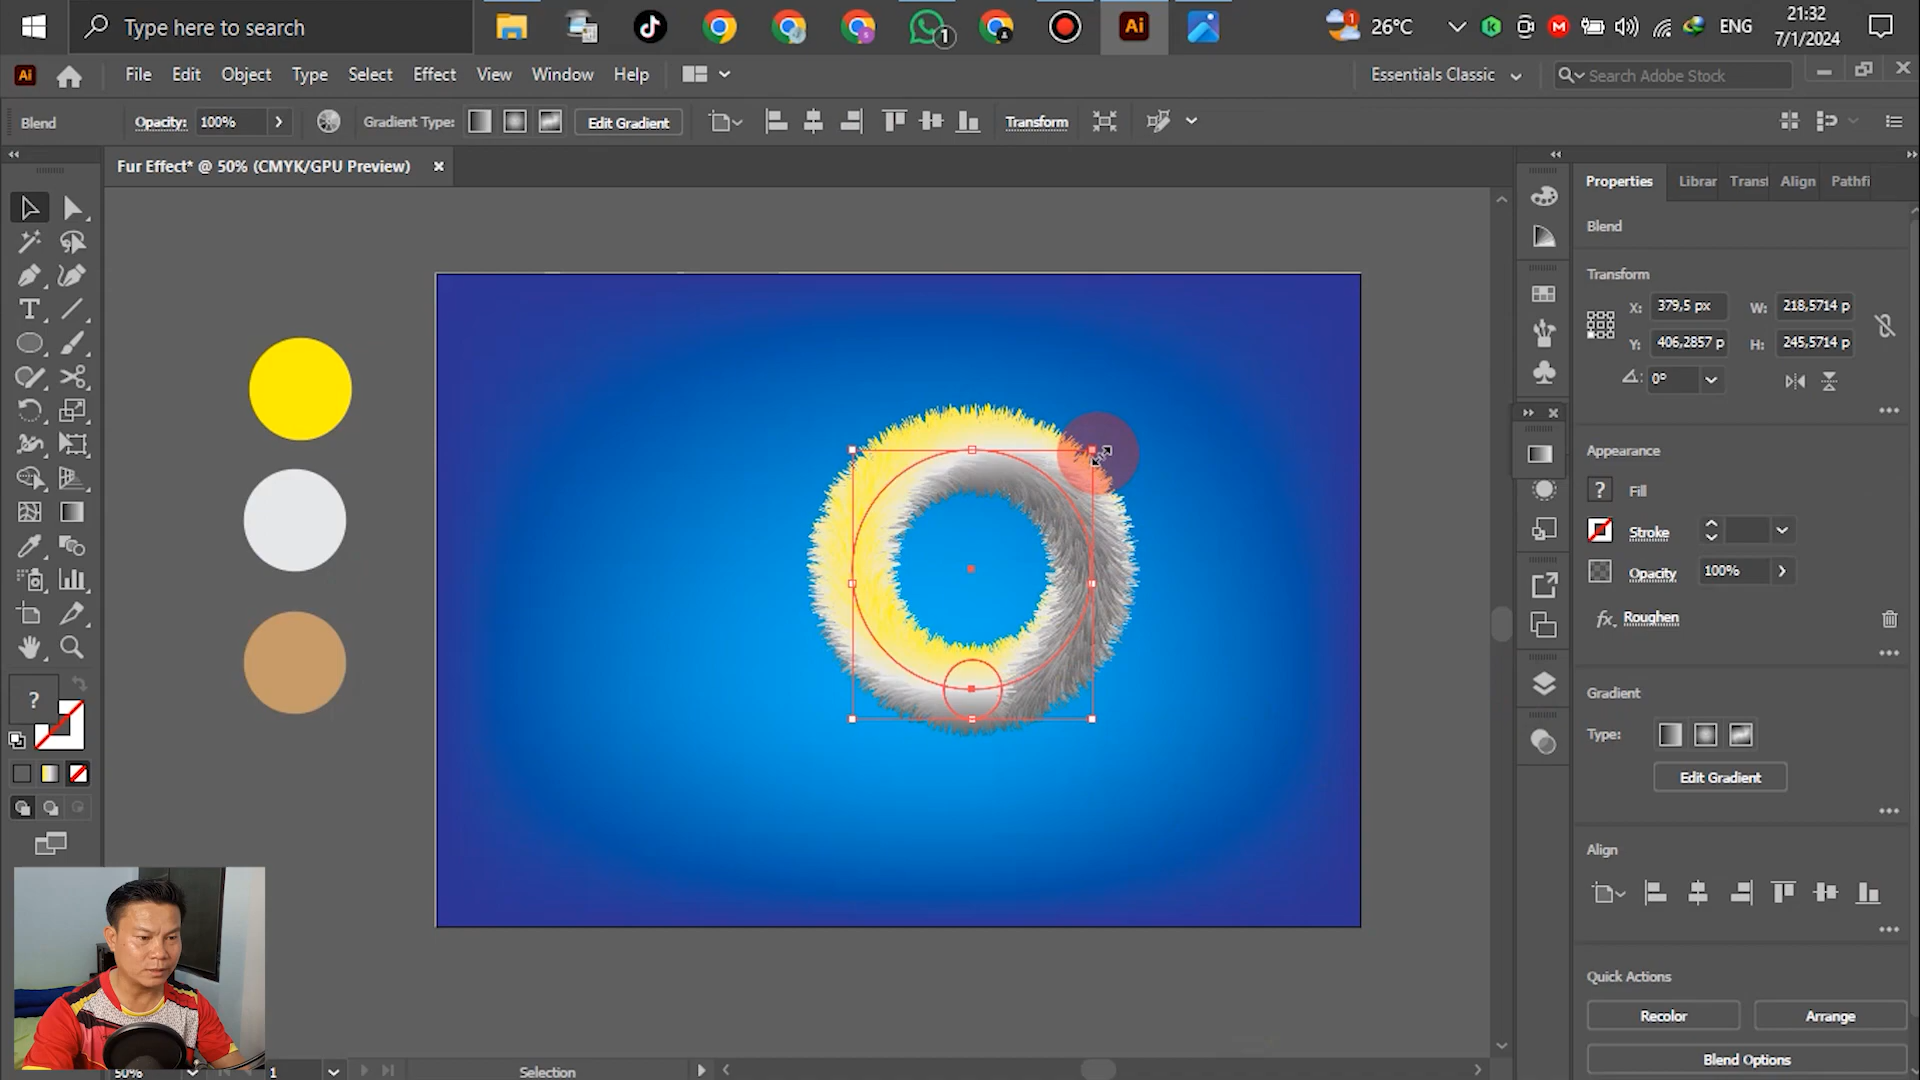 Type here to search
1
1
26°C
ENG
21:32
7/1/2024
Ai
File Edit Object Type Select Effect View Window Help
Essentials Classic
Search Adobe Stock
Blend
Opacity:
100%
Gradient Type:
Edit Gradient
Transform
Fur Effect* @ 50% (CMYK/GPU Preview)
Properties
Librar
Transf
Align
Pathfi
Blend
Transform
X: 379,5 px
W: 218,5714 p
Y: 406,2857 p
H: 245,5714 p
0°
Appearance
? Fill
Stroke
Opacity 100%
fx Roughen
Gradient
Type:
Edit Gradient
Align
Quick Actions
Recolor
Arrange
Blend Options
?
50%
1
Selection